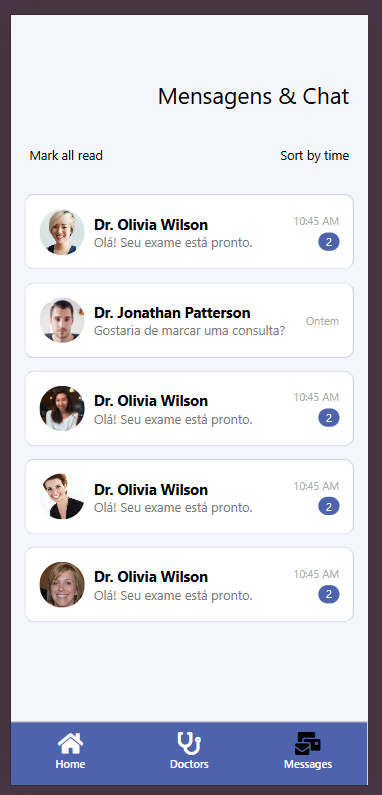 Mensagens & Chat
Mark all read Sort by time
Dr. Olivia Wilson 10:45 AM
Olá! Seu exame está pronto. 2
Dr. Jonathan Patterson
Gostaria de marcar uma consulta? Ontem
Dr. Olivia Wilson 10:45 AM
Olá! Seu exame está pronto. 2
Dr. Olivia Wilson 10:45 AM
Olá! Seu exame está pronto. 2
Dr. Olivia Wilson 10:45 AM
Olá! Seu exame está pronto. 2
Home Doctors Messages